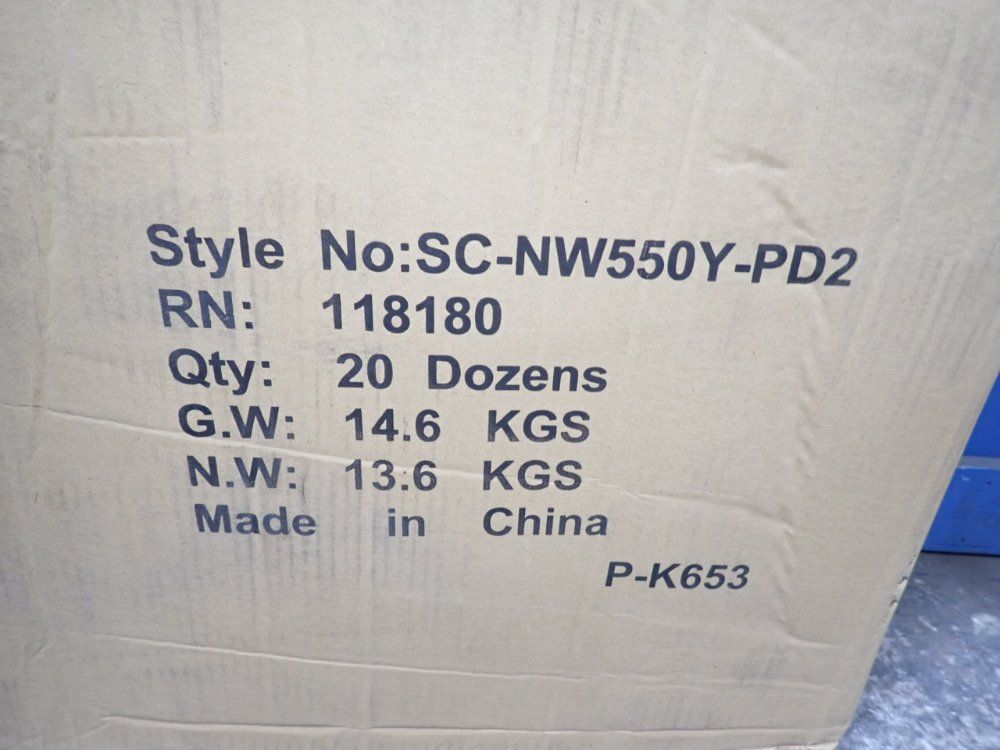 Style No:SC-NW550Y-PD2
RN: 118180
Qty: 20 Dozens
G.W: 14.6 KGS
N.W: 13.6 KGS
Made in China
P-K653